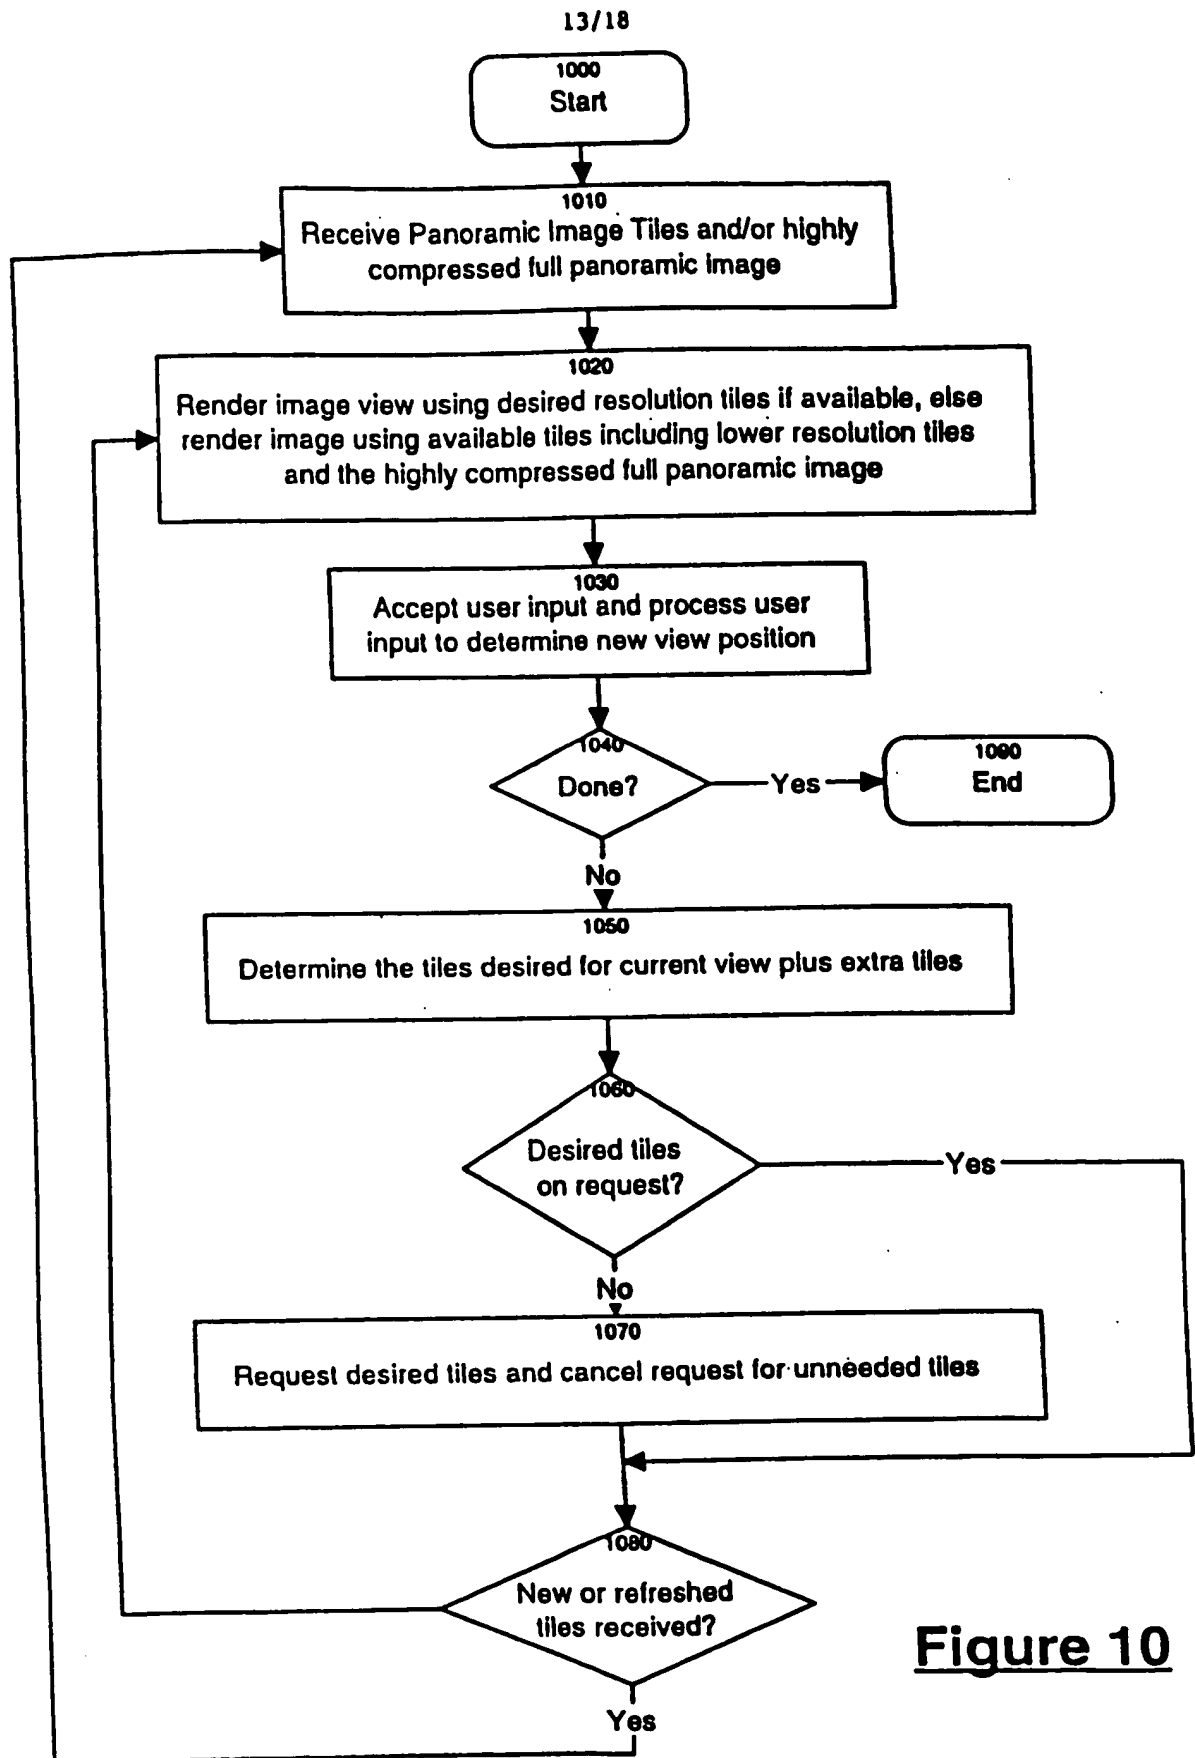 13/18
1000
Start
1010
Receive Panoramic Image Tiles and/or highly
compressed full panoramic image
1020
Render image view using desired resolution tiles if available, else
render image using available tiles including lower resolution tiles
and the highly compressed full panoramic image
1030
Accept user input and process user
input to determine new view position
1040
Done?
Yes
1090
End
No
1050
Determine the tiles desired for current view plus extra tiles
1060
Desired tiles
on request?
Yes
No
1070
Request desired tiles and cancel request for unneeded tiles
1080
New or refreshed
tiles received?
Figure 10
Yes